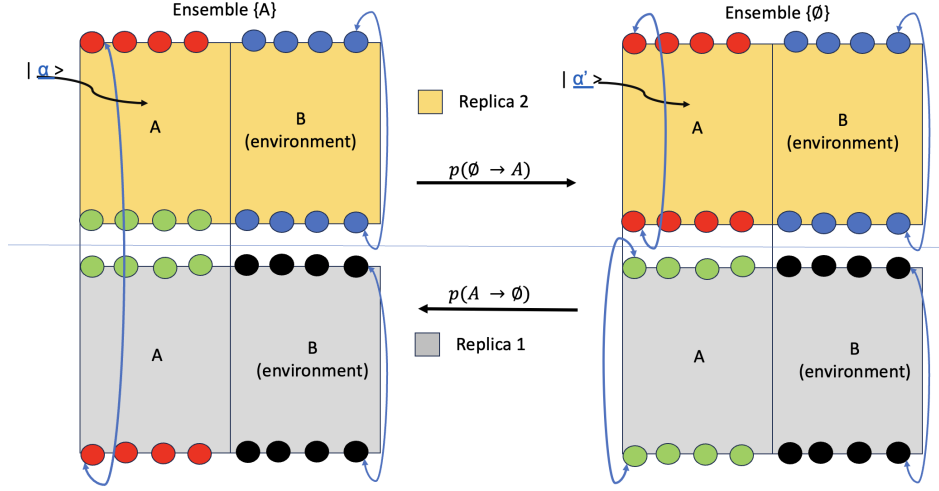 Ensemble {A}
Ensemble {Ø}
| α >
A
B
(environment)
Replica 2
| α’ >
A
B
(environment)
p(Ø → A)
p(A → Ø)
Replica 1
A
B
(environment)
A
B
(environment)